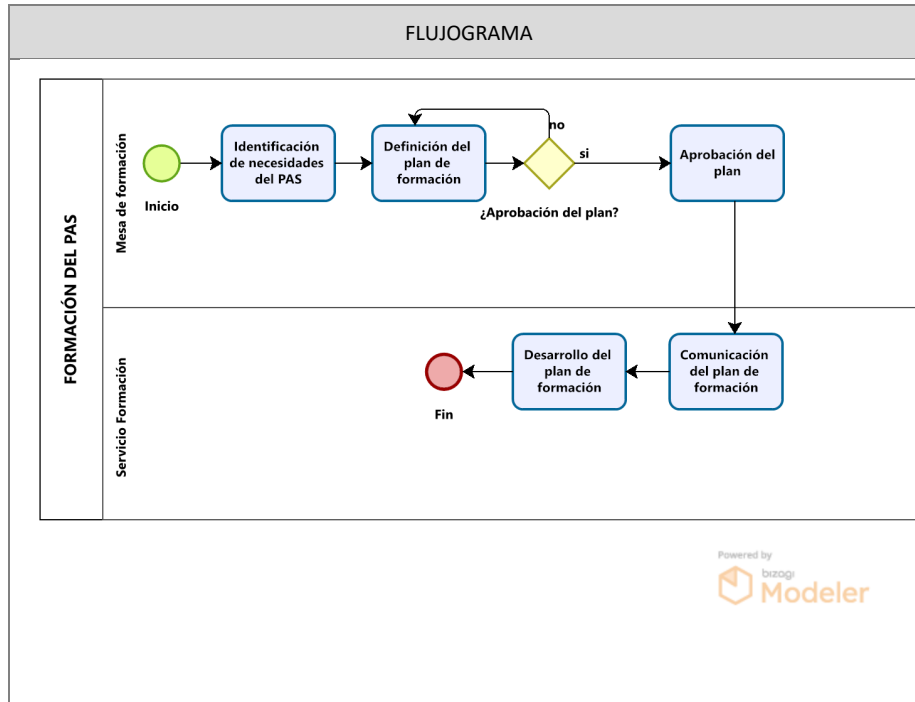 FLUJOGRAMA
FORMACIÓN DEL PAS
Mesa de formación
Inicio
Identificación
de necesidades
del PAS
Definición del
plan de
formación
no
si
¿Aprobación del plan?
Aprobación del
plan
Servicio Formación
Fin
Desarrollo del
plan de
formación
Comunicación
del plan de
formación
Powered by
bizagi
Modeler